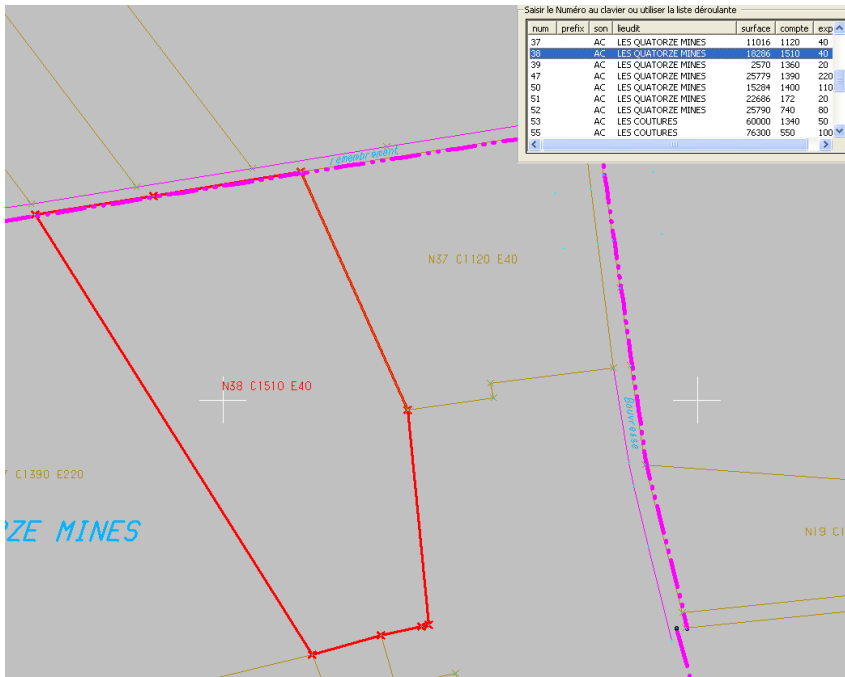 Saisir le Numéro au clavier ou utiliser la liste déroulante
num prefix son lieudit surface compte exp
37 AC LES QUATORZE MINES 11016 1120 40
38 AC LES QUATORZE MINES 18286 1510 40
39 AC LES QUATORZE MINES 2570 1360 20
47 AC LES QUATORZE MINES 25779 1390 220
50 AC LES QUATORZE MINES 15284 1400 110
51 AC LES QUATORZE MINES 22686 172 20
52 AC LES QUATORZE MINES 25790 740 80
53 AC LES COUTURES 60000 1340 50
55 AC LES COUTURES 76300 550 100
remembrement
N37 C1120 E40
N38 C1510 E40
Bouvresse
7 C1390 E220
ZE MINES
N19 C1